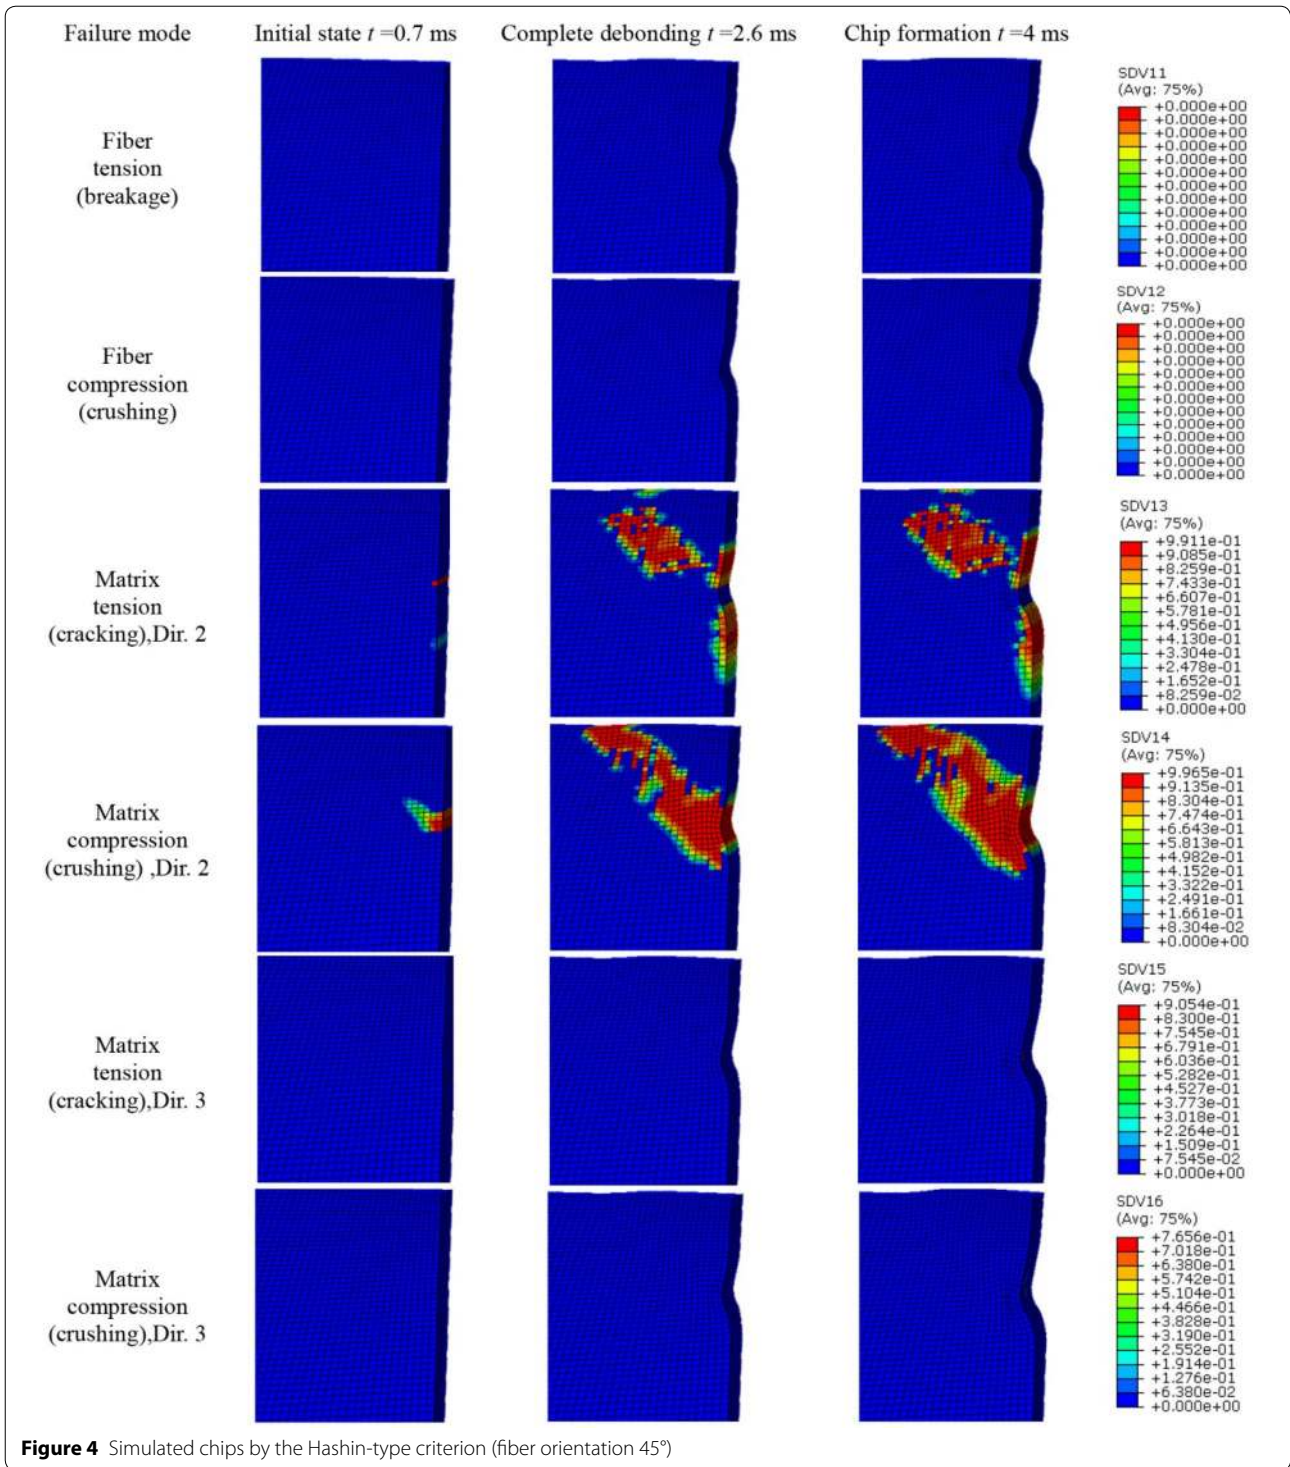 Failure mode Initial state t =0.7 ms Complete debonding t =2.6 ms Chip formation t =4 ms
Fiber
tension
(breakage)
SDV11
(Avg: 75%)
+0.000e+00
+0.000e+00
+0.000e+00
+0.000e+00
+0.000e+00
+0.000e+00
+0.000e+00
+0.000e+00
+0.000e+00
+0.000e+00
+0.000e+00
+0.000e+00
+0.000e+00
Fiber
compression
(crushing)
SDV12
(Avg: 75%)
+0.000e+00
+0.000e+00
+0.000e+00
+0.000e+00
+0.000e+00
+0.000e+00
+0.000e+00
+0.000e+00
+0.000e+00
+0.000e+00
+0.000e+00
+0.000e+00
+0.000e+00
Matrix
tension
(cracking),Dir. 2
SDV13
(Avg: 75%)
+9.911e-01
+9.085e-01
+8.259e-01
+7.433e-01
+6.607e-01
+5.781e-01
+4.956e-01
+4.130e-01
+3.304e-01
+2.478e-01
+1.652e-01
+8.259e-02
+0.000e+00
Matrix
compression
(crushing) ,Dir. 2
SDV14
(Avg: 75%)
+9.965e-01
+9.135e-01
+8.304e-01
+7.474e-01
+6.643e-01
+5.813e-01
+4.982e-01
+4.152e-01
+3.322e-01
+2.491e-01
+1.661e-01
+8.304e-02
+0.000e+00
Matrix
tension
(cracking),Dir. 3
SDV15
(Avg: 75%)
+9.054e-01
+8.300e-01
+7.545e-01
+6.791e-01
+6.036e-01
+5.282e-01
+4.527e-01
+3.773e-01
+3.018e-01
+2.264e-01
+1.509e-01
+7.545e-02
+0.000e+00
Matrix
compression
(crushing),Dir. 3
SDV16
(Avg: 75%)
+7.656e-01
+7.018e-01
+6.380e-01
+5.742e-01
+5.104e-01
+4.466e-01
+3.828e-01
+3.190e-01
+2.552e-01
+1.914e-01
+1.276e-01
+6.380e-02
+0.000e+00
Figure 4 Simulated chips by the Hashin-type criterion (fiber orientation 45°)